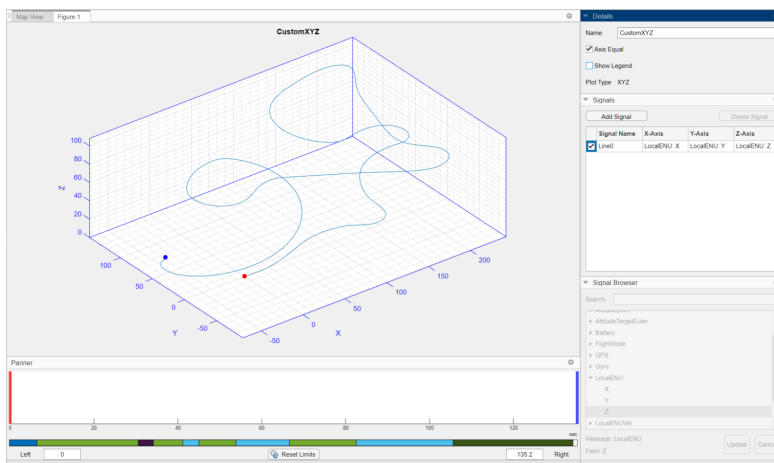 Map View Figure 1
CustomXYZ
100
80
60
40
20
0
Z
100
50
0
-50
Y
-50
0
50
100
150
200
X
Panner
0 20 40 60 80 100 120
sec
Left 0 Reset Limits 135.2 Right
Details
Name CustomXYZ
Axis Equal
Show Legend
Plot Type XYZ
Signals
Add Signal Delete Signal
Signal Name X-Axis Y-Axis Z-Axis
Line0 LocalENU: X LocalENU: Y LocalENU: Z
Signal Browser
Search
AttitudeTargetEuler
Battery
FlightMode
GPS
Gyro
LocalENU
X
Y
Z
LocalENUVel
Message: LocalENU
Field: Z
Update